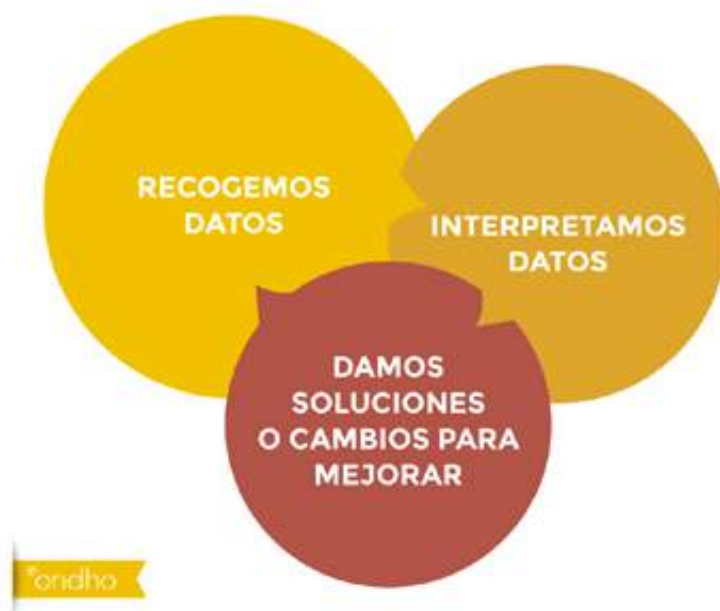 RECOGEMOS
DATOS
INTERPRETAMOS
DATOS
DAMOS
SOLUCIONES
O CAMBIOS PARA
MEJORAR
ondho